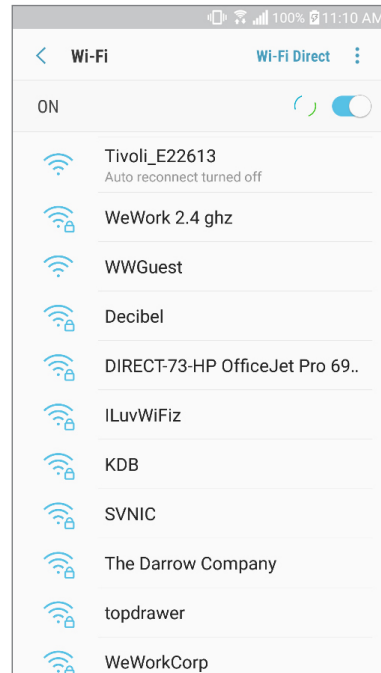 100% 11:10 AM
Wi-Fi Wi-Fi Direct
ON
Tivoli_E22613
Auto reconnect turned off
WeWork 2.4 ghz
WWGuest
Decibel
DIRECT-73-HP OfficeJet Pro 69..
ILuvWiFiz
KDB
SVNIC
The Darrow Company
topdrawer
WeWorkCorp